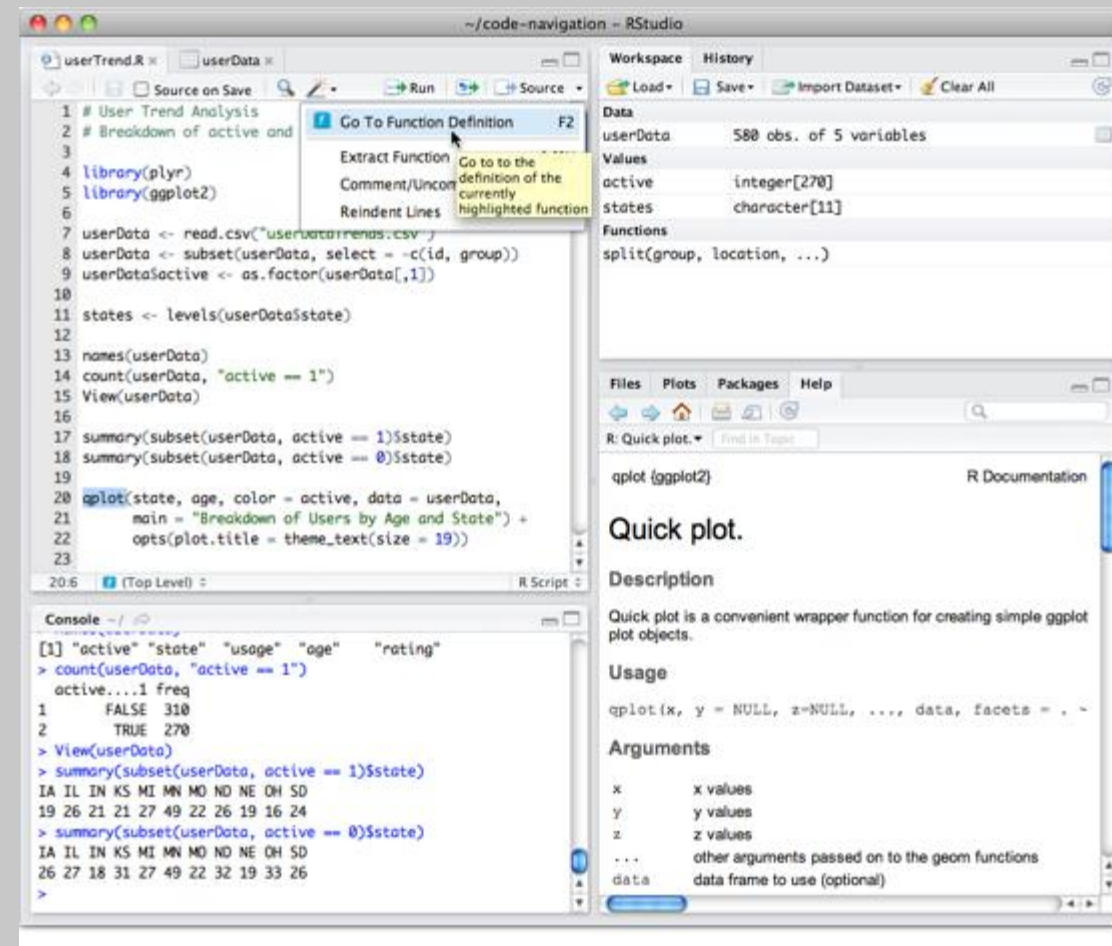 ~/code-navigation - RStudio
userTrend.R × userData ×
Source on Save Run Source
1 # User Trend Analysis
2 # Breakdown of active and
3
4 library(plyr)
5 library(ggplot2)
6
7 userData <- read.csv("userDataTrends.csv")
8 userData <- subset(userData, select = -c(id, group))
9 userData$active <- as.factor(userData[,1])
10
11 states <- levels(userData$state)
12
13 names(userData)
14 count(userData, "active == 1")
15 View(userData)
16
17 summary(subset(userData, active == 1)$state)
18 summary(subset(userData, active == 0)$state)
19
20 qplot(state, age, color = active, data = userData,
21 main = "Breakdown of Users by Age and State") +
22 opts(plot.title = theme_text(size = 19))
23
Go To Function Definition F2
Extract Function
Comment/Uncom
Reindent Lines
Go to to the
definition of the
currently
highlighted function
20:6 (Top Level) R Script
Console ~/
[1] "active" "state" "usage" "age" "rating"
> count(userData, "active == 1")
active....1 freq
1 FALSE 310
2 TRUE 270
> View(userData)
> summary(subset(userData, active == 1)$state)
IA IL IN KS MI MN MO ND NE OH SD
19 26 21 21 27 49 22 26 19 16 24
> summary(subset(userData, active == 0)$state)
IA IL IN KS MI MN MO ND NE OH SD
26 27 18 31 27 49 22 32 19 33 26
>
Workspace History
Load Save Import Dataset Clear All
Data
userData 580 obs. of 5 variables
Values
active integer[270]
states character[11]
Functions
split(group, location, ...)
Files Plots Packages Help
R: Quick plot. Find in Topic
qplot {ggplot2} R Documentation
Quick plot.
Description
Quick plot is a convenient wrapper function for creating simple ggplot
plot objects.
Usage
qplot(x, y = NULL, z=NULL, ..., data, facets = . ~
Arguments
x x values
y y values
z z values
... other arguments passed on to the geom functions
data data frame to use (optional)